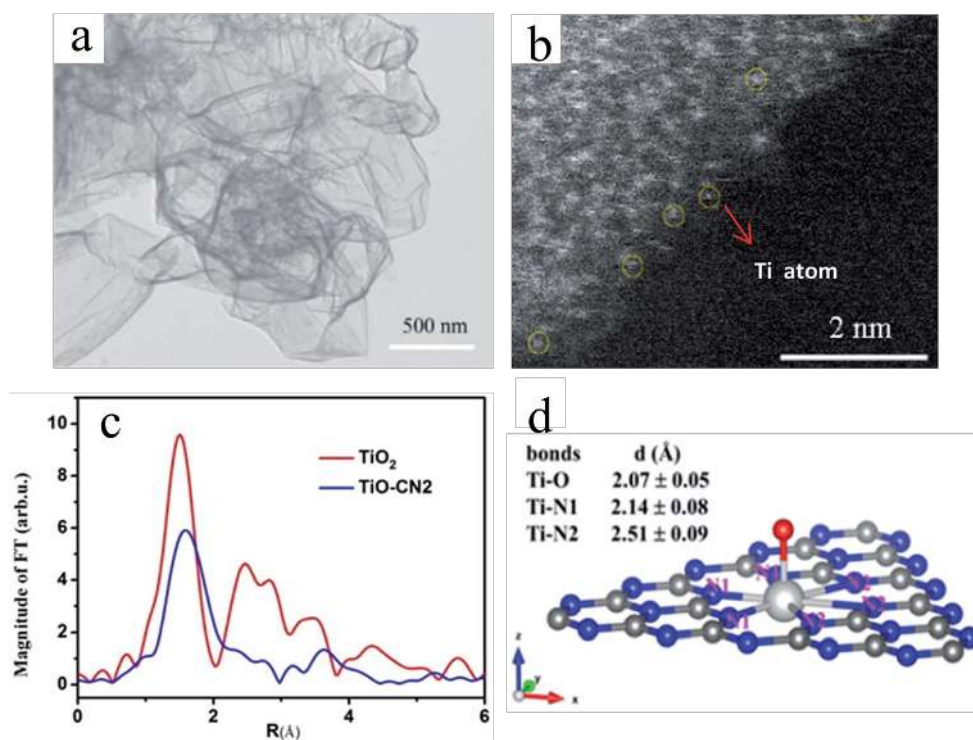 a
500 nm
b
Ti atom
2 nm
c
10
8
6
4
2
0
Magnitude of FT (arb.u.)
TiO2
TiO-CN2
0
2
4
6
R(Å)
d
bonds d (Å)
Ti-O 2.07 ± 0.05
Ti-N1 2.14 ± 0.08
Ti-N2 2.51 ± 0.09
N1
N1
N2
N2
N1
N2
z
y
x